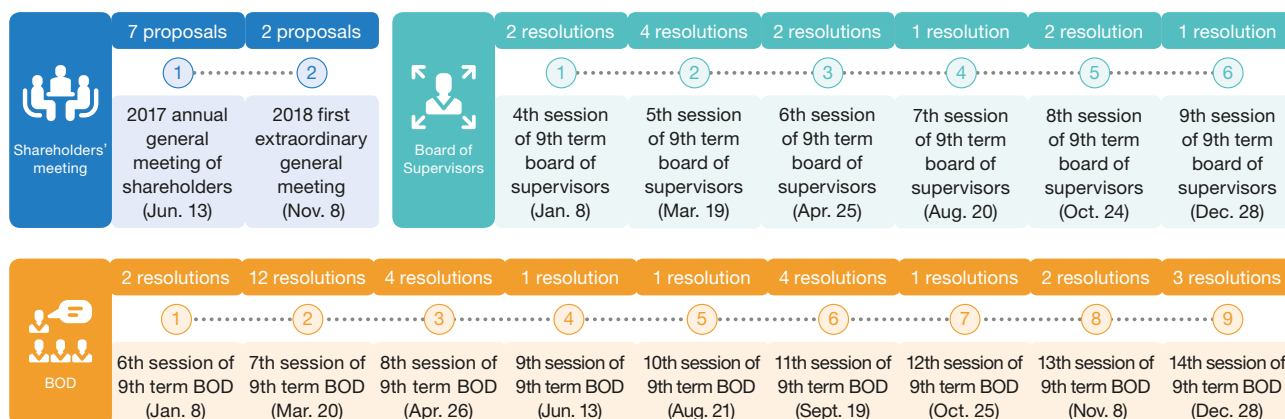 Shareholders'
meeting
7 proposals
1
2017 annual
general
meeting of
shareholders
(Jun. 13)
2 proposals
2
2018 first
extraordinary
general
meeting
(Nov. 8)
Board of
Supervisors
2 resolutions
1
4th session
of 9th term
board of
supervisors
(Jan. 8)
4 resolutions
2
5th session
of 9th term
board of
supervisors
(Mar. 19)
2 resolutions
3
6th session
of 9th term
board of
supervisors
(Apr. 25)
1 resolution
4
7th session
of 9th term
board of
supervisors
(Aug. 20)
2 resolutions
5
8th session
of 9th term
board of
supervisors
(Oct. 24)
1 resolution
6
9th session
of 9th term
board of
supervisors
(Dec. 28)
BOD
2 resolutions
1
6th session of
9th term BOD
(Jan. 8)
12 resolutions
2
7th session of
9th term BOD
(Mar. 20)
4 resolutions
3
8th session of
9th term BOD
(Apr. 26)
1 resolution
4
9th session of
9th term BOD
(Jun. 13)
1 resolution
5
10th session of
9th term BOD
(Aug. 21)
4 resolutions
6
11th session of
9th term BOD
(Sept. 19)
1 resolution
7
12th session of
9th term BOD
(Oct. 25)
2 resolutions
8
13th session of
9th term BOD
(Nov. 8)
3 resolutions
9
14th session of
9th term BOD
(Dec. 28)